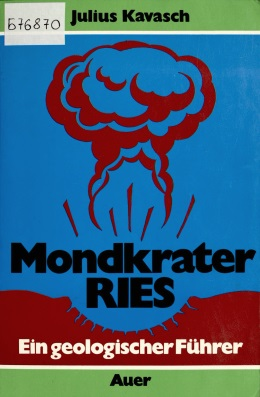 576870
Julius Kavasch
Mondkrater
RIES
Ein geologischer Führer
Auer